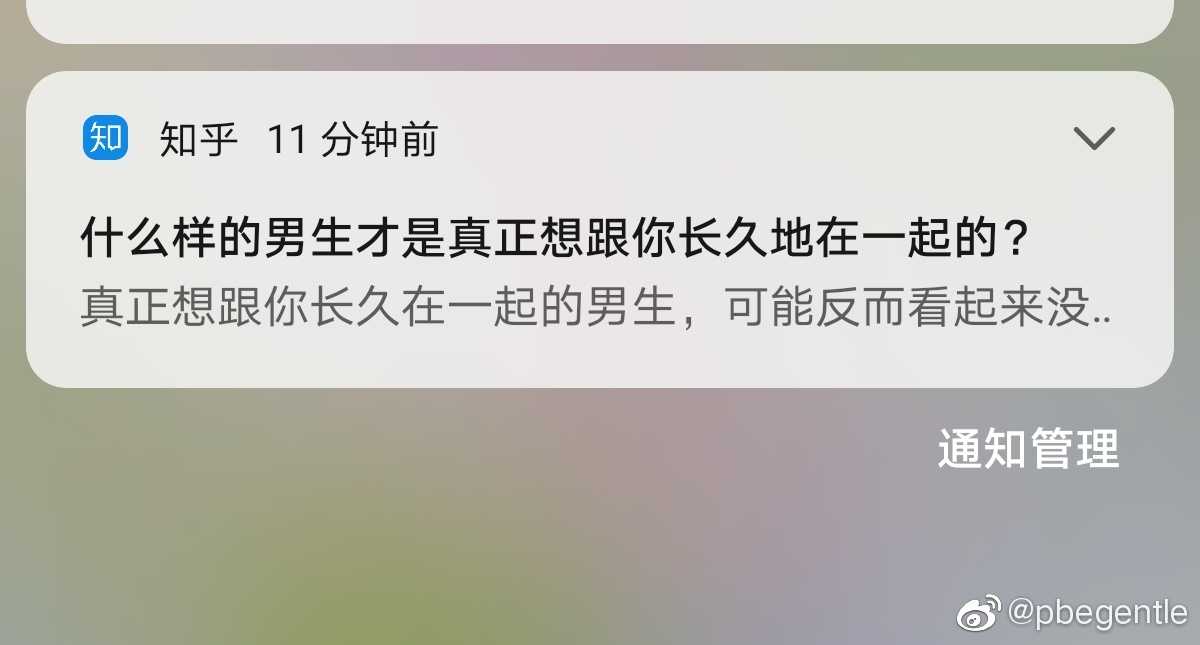 知 知乎 11 分钟前
什么样的男生才是真正想跟你长久地在一起的？
真正想跟你长久在一起的男生，可能反而看起来没..
通知管理
@pbegentle